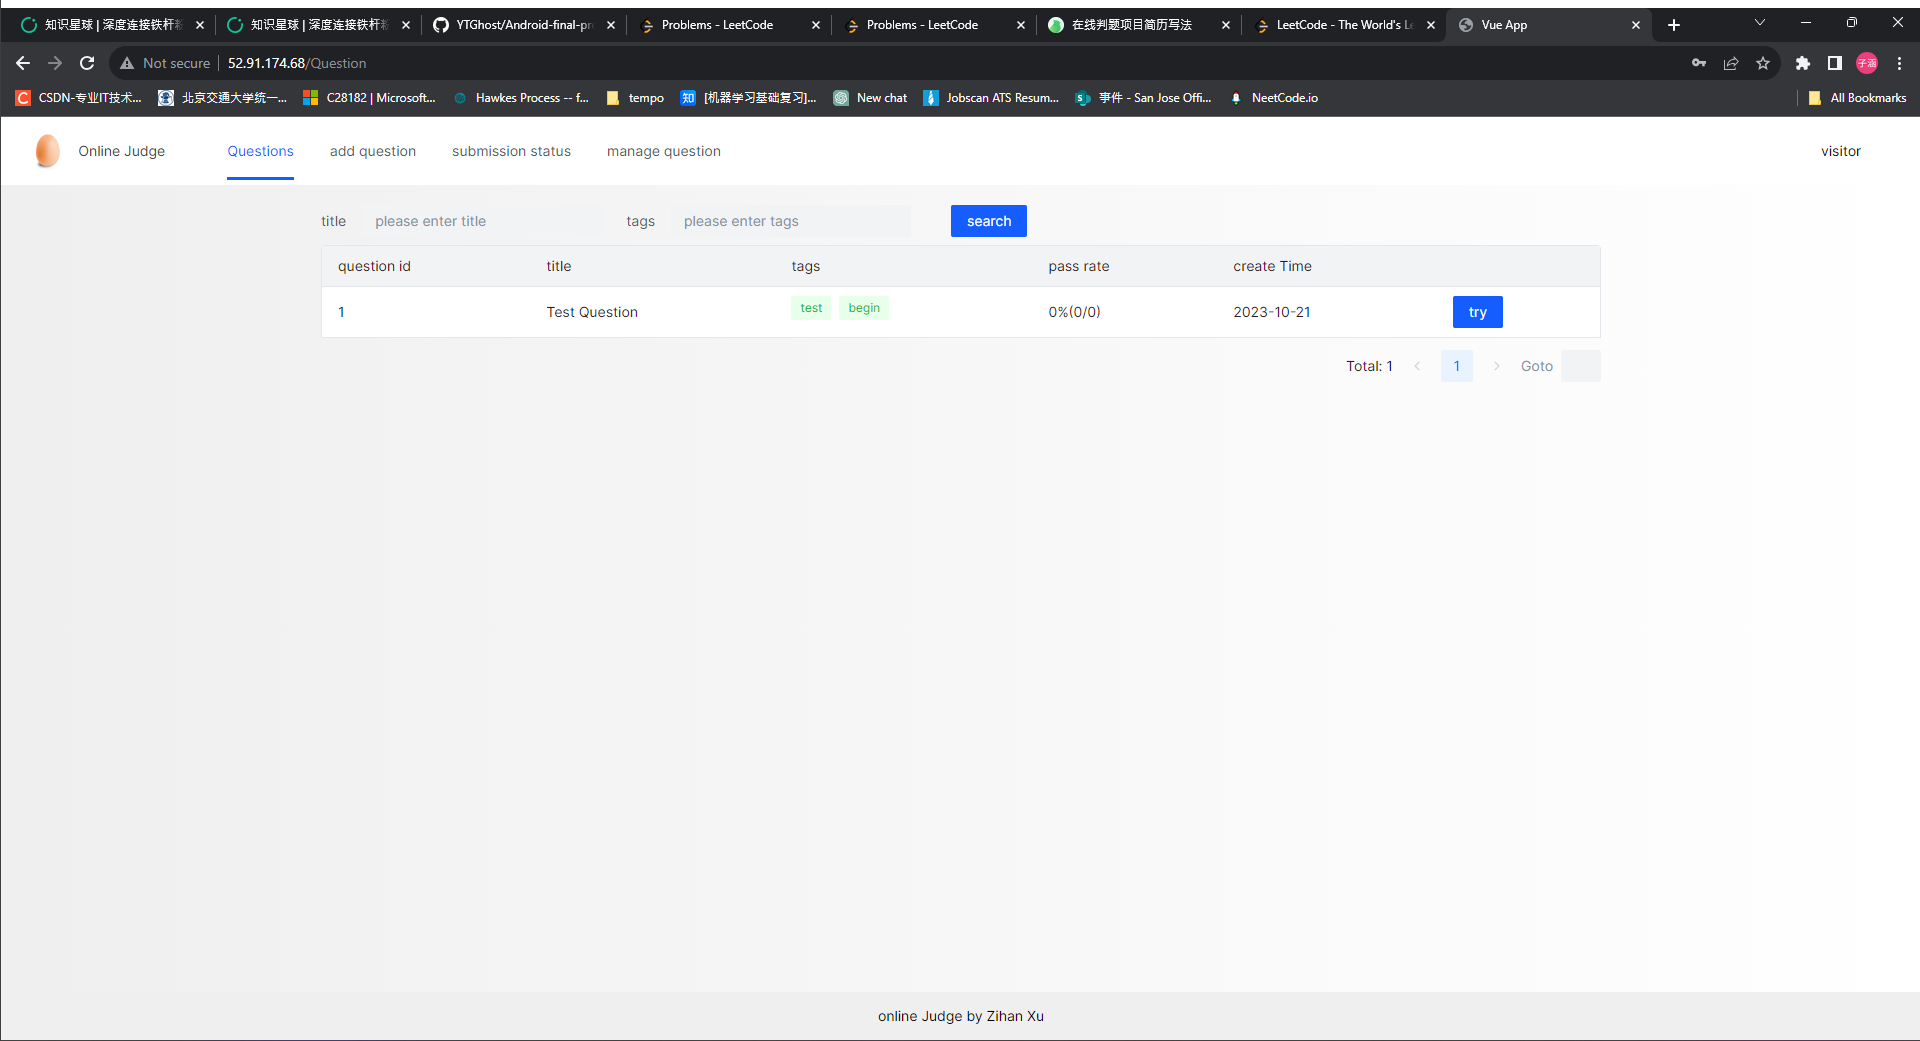 知识星球 | 深度连接铁杆粉
知识星球 | 深度连接铁杆粉
YTGhost/Android-final-pr
Problems - LeetCode
Problems - LeetCode
在线判题项目简历写法
LeetCode - The World's Le
Vue App
Not secure
52.91.174.68/Question
子涵
CSDN-专业IT技术...
北京交通大学统一...
C28182 | Microsoft...
Hawkes Process -- f...
tempo
知
[机器学习基础复习]...
New chat
Jobscan ATS Resum...
事件 - San Jose Offi...
NeetCode.io
All Bookmarks
Online Judge
Questions
add question
submission status
manage question
visitor
title
please enter title
tags
please enter tags
search
question id
title
tags
pass rate
create Time
1
Test Question
test
begin
0%(0/0)
2023-10-21
try
Total: 1
1
Goto
online Judge by Zihan Xu